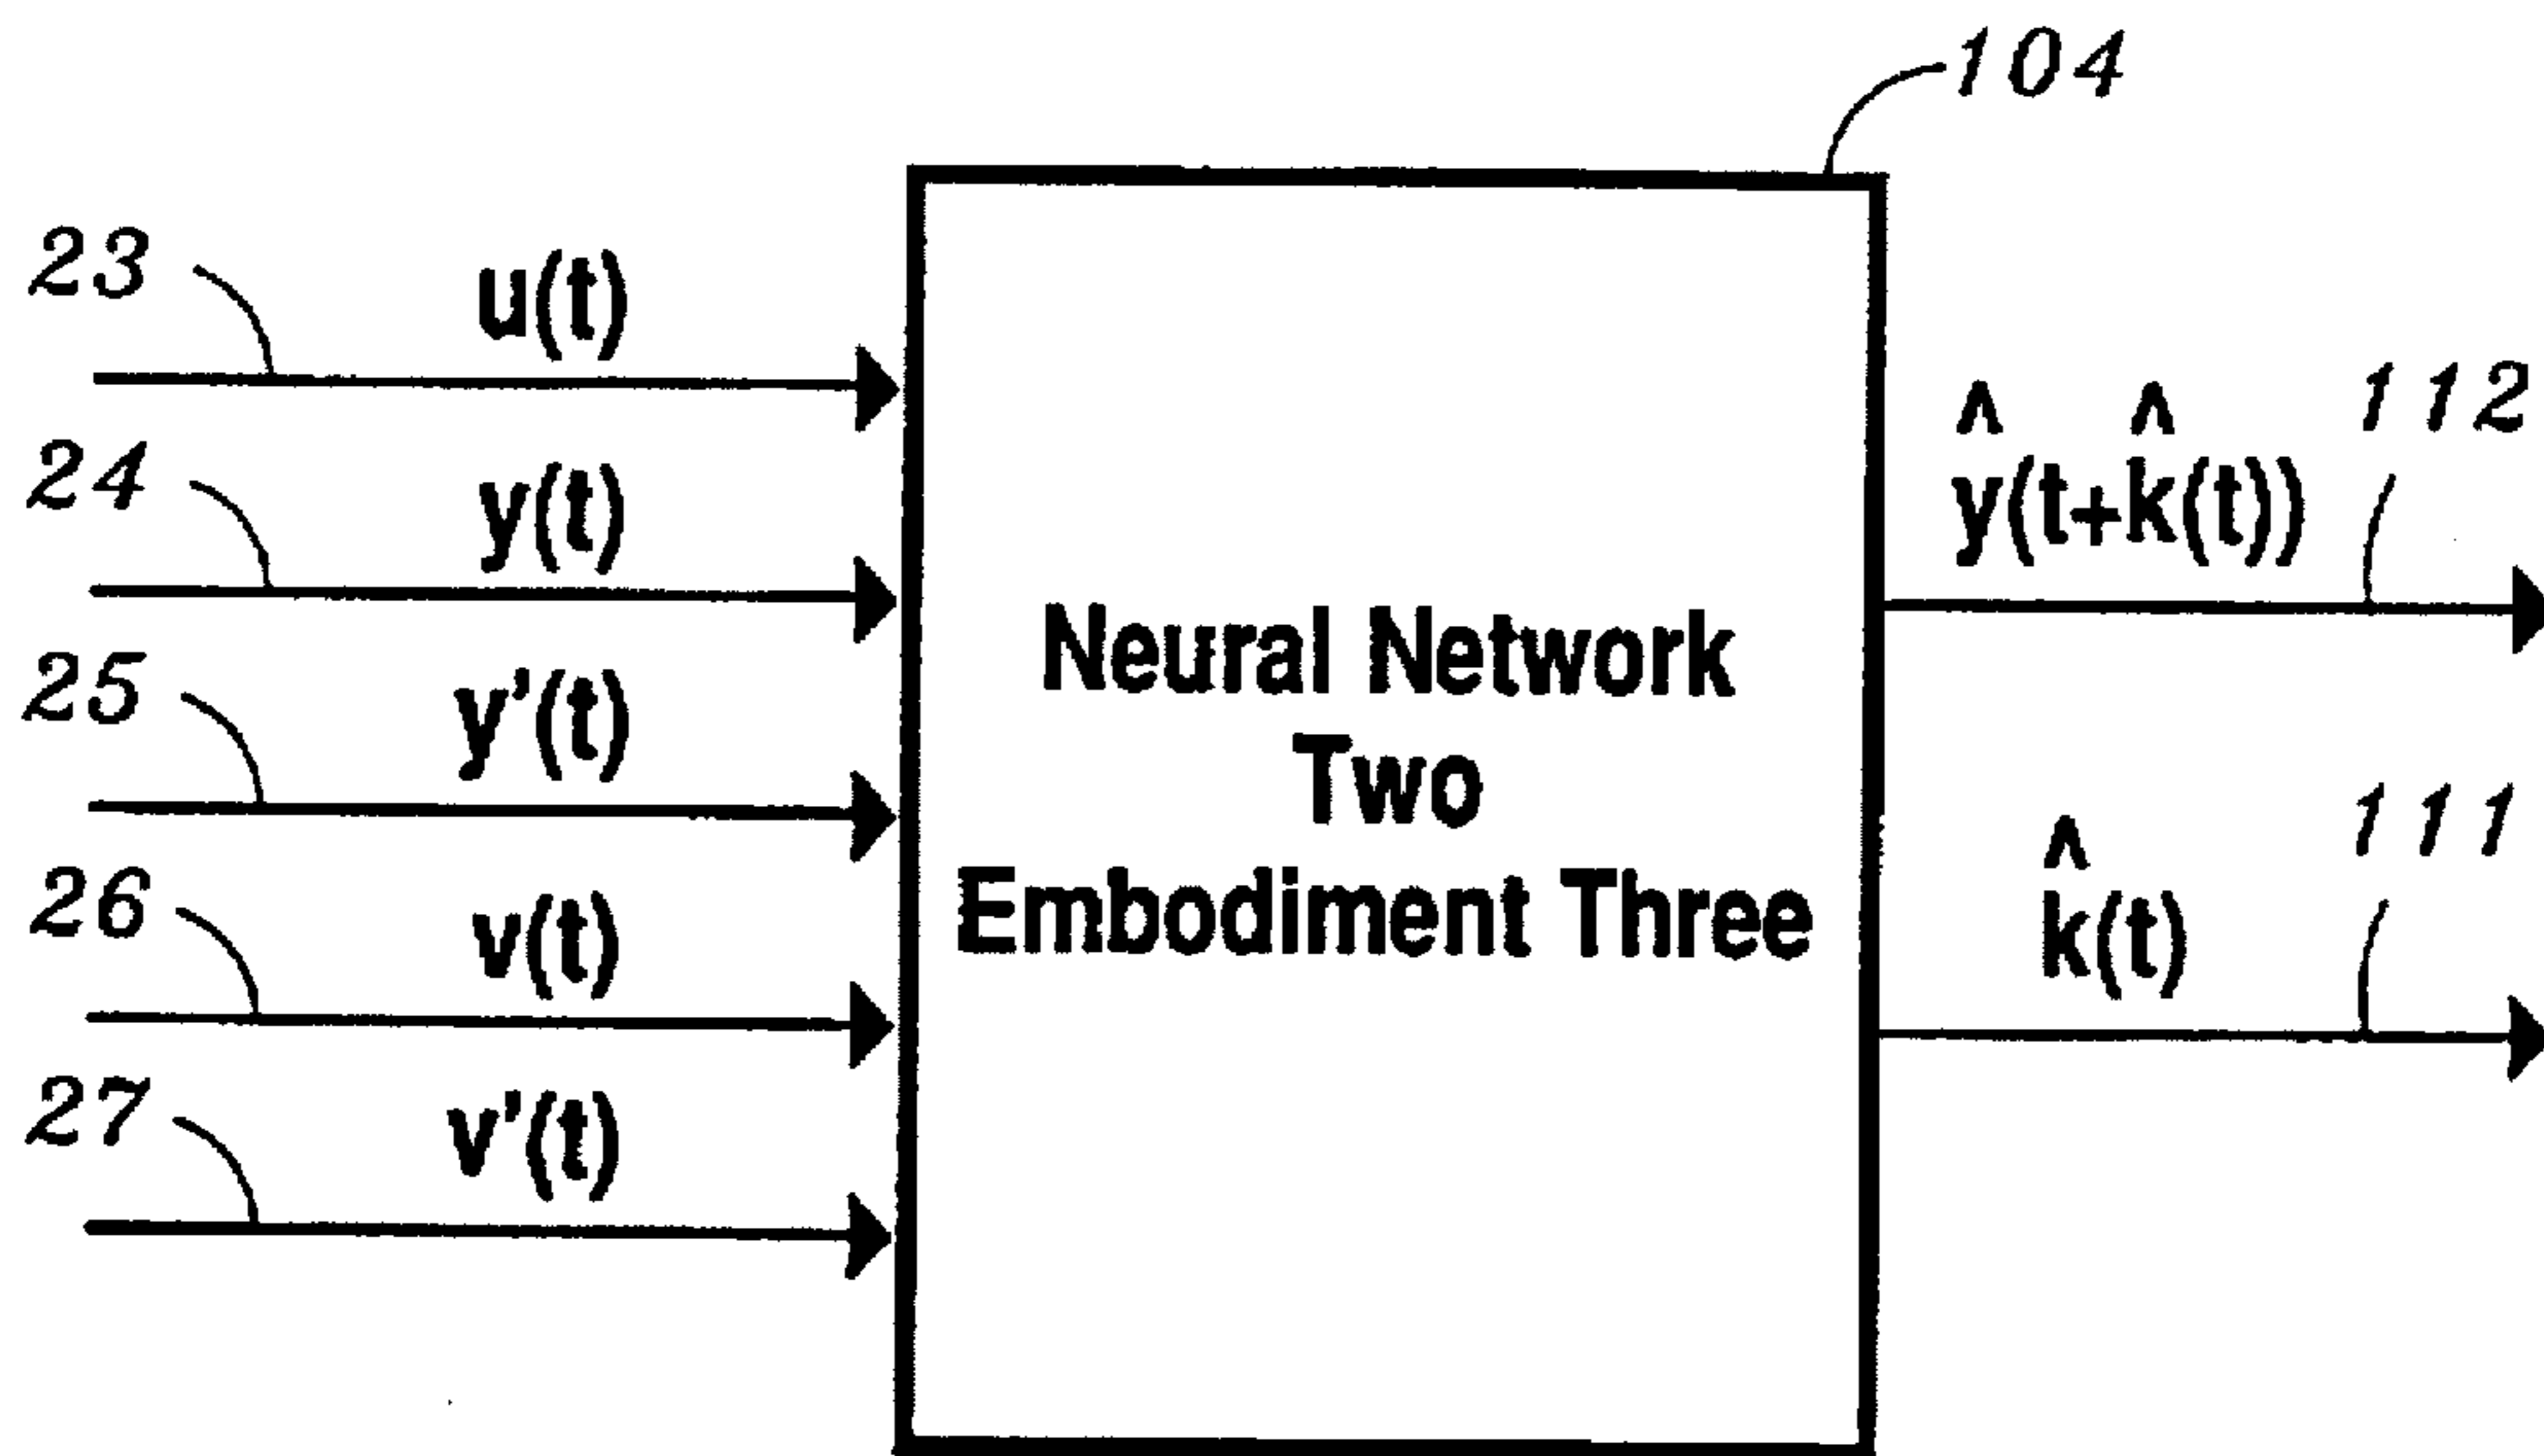 104
23
u(t)
24
y(t)
25
y'(t)
26
v(t)
27
v'(t)
Neural Network
Two
Embodiment Three
112
ŷ(t+k̂(t))
111
k̂(t)